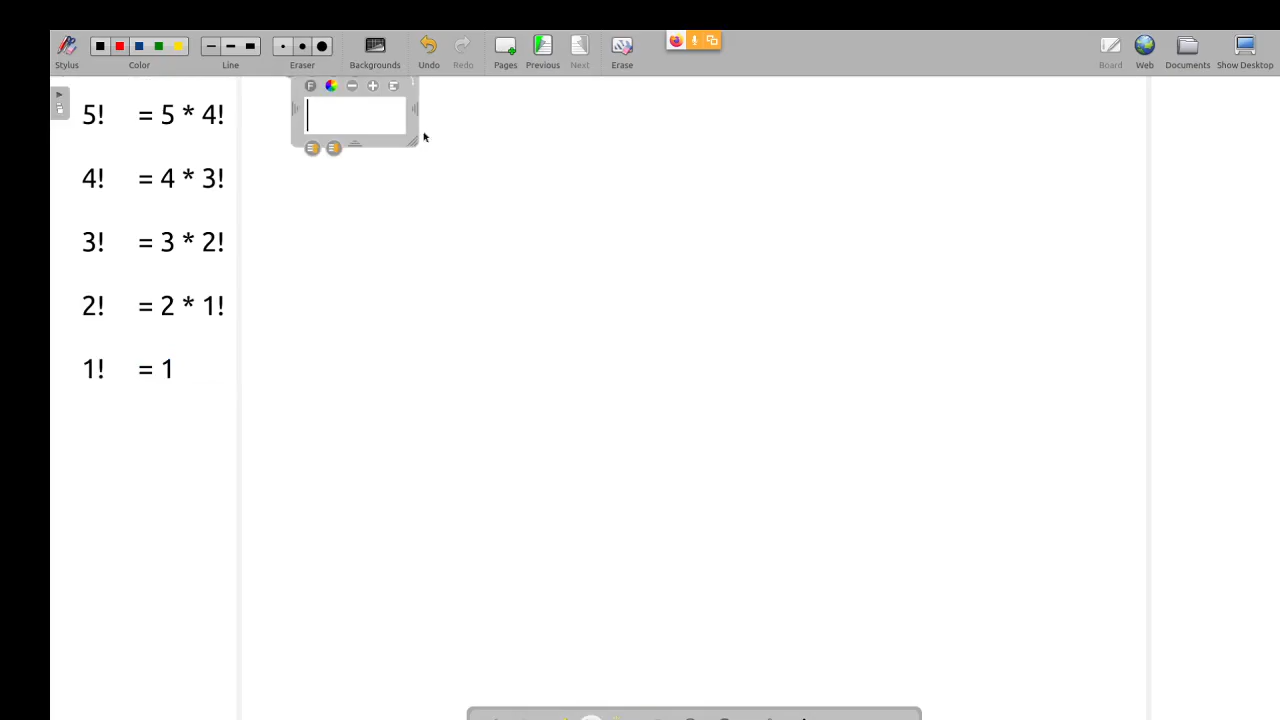 Stylus Color Line Eraser Backgrounds Undo Redo Pages Previous Next Erase Board Web Documents Show Desktop
F
5! = 5 * 4!
4! = 4 * 3!
3! = 3 * 2!
2! = 2 * 1!
1! = 1